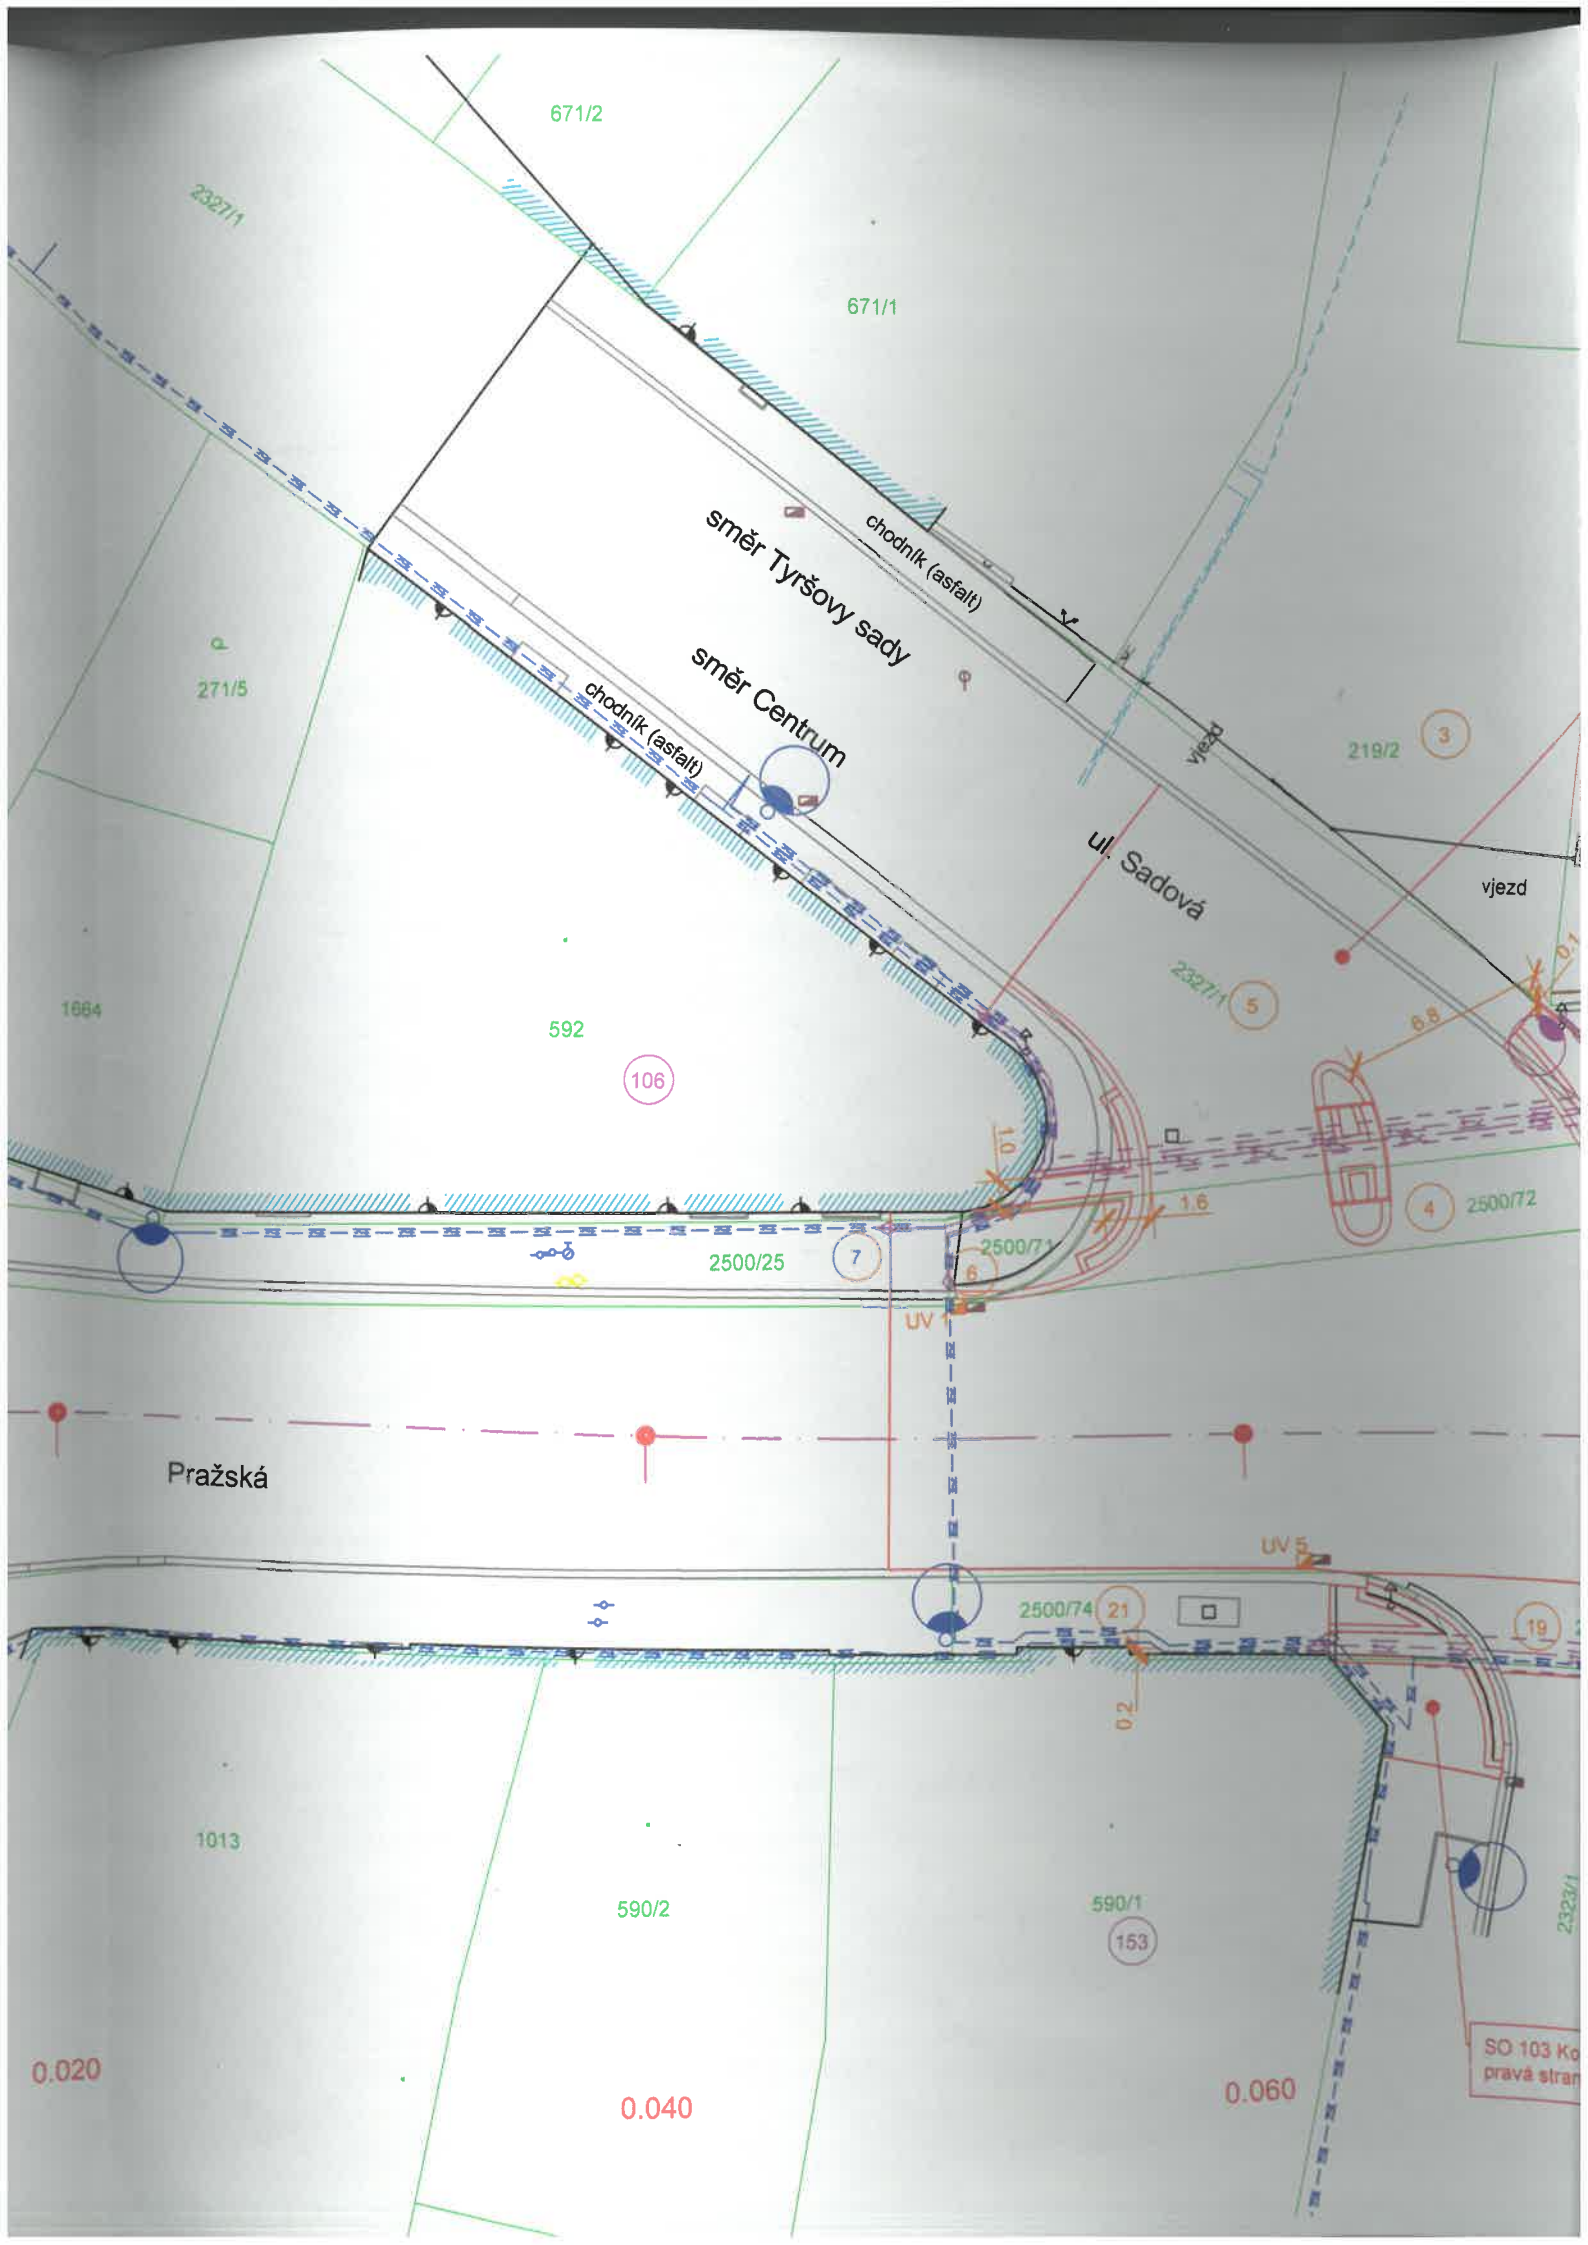 671/2
2327/1
671/1
směr Tyršovy sady
chodník (asfalt)
směr Centrum
chodník (asfalt)
271/5
vjezd
219/2
3
ul. Sadová
vjezd
0.1
2327/1
5
6.8
1664
592
106
1.0
1.6
4
2500/72
2500/25
7
2500/71
6
UV 1
Pražská
UV 5
2500/74
21
19
0.2
1013
590/2
590/1
153
2323/1
SO 103 Ko
pravá stran
0.020
0.040
0.060